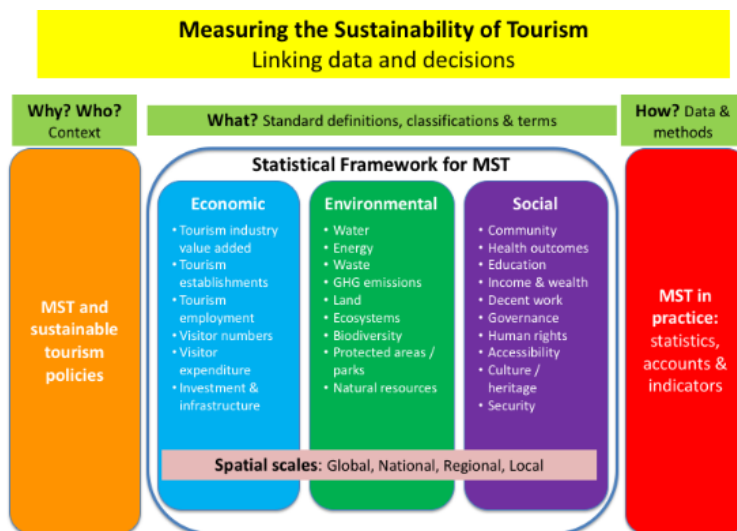 Measuring the Sustainability of Tourism
Linking data and decisions
Why? Who?
Context
What? Standard definitions, classifications & terms
How? Data &
methods
MST and
sustainable
tourism
policies
Statistical Framework for MST
Economic
• Tourism industry
value added
• Tourism
establishments
• Tourism
employment
• Visitor numbers
• Visitor
expenditure
• Investment &
infrastructure
Environmental
• Water
• Energy
• Waste
• GHG emissions
• Land
• Ecosystems
• Biodiversity
• Protected areas /
parks
• Natural resources
Social
• Community
• Health outcomes
• Education
• Income & wealth
• Decent work
• Governance
• Human rights
• Accessibility
• Culture /
heritage
• Security
Spatial scales: Global, National, Regional, Local
MST in
practice:
statistics,
accounts &
indicators